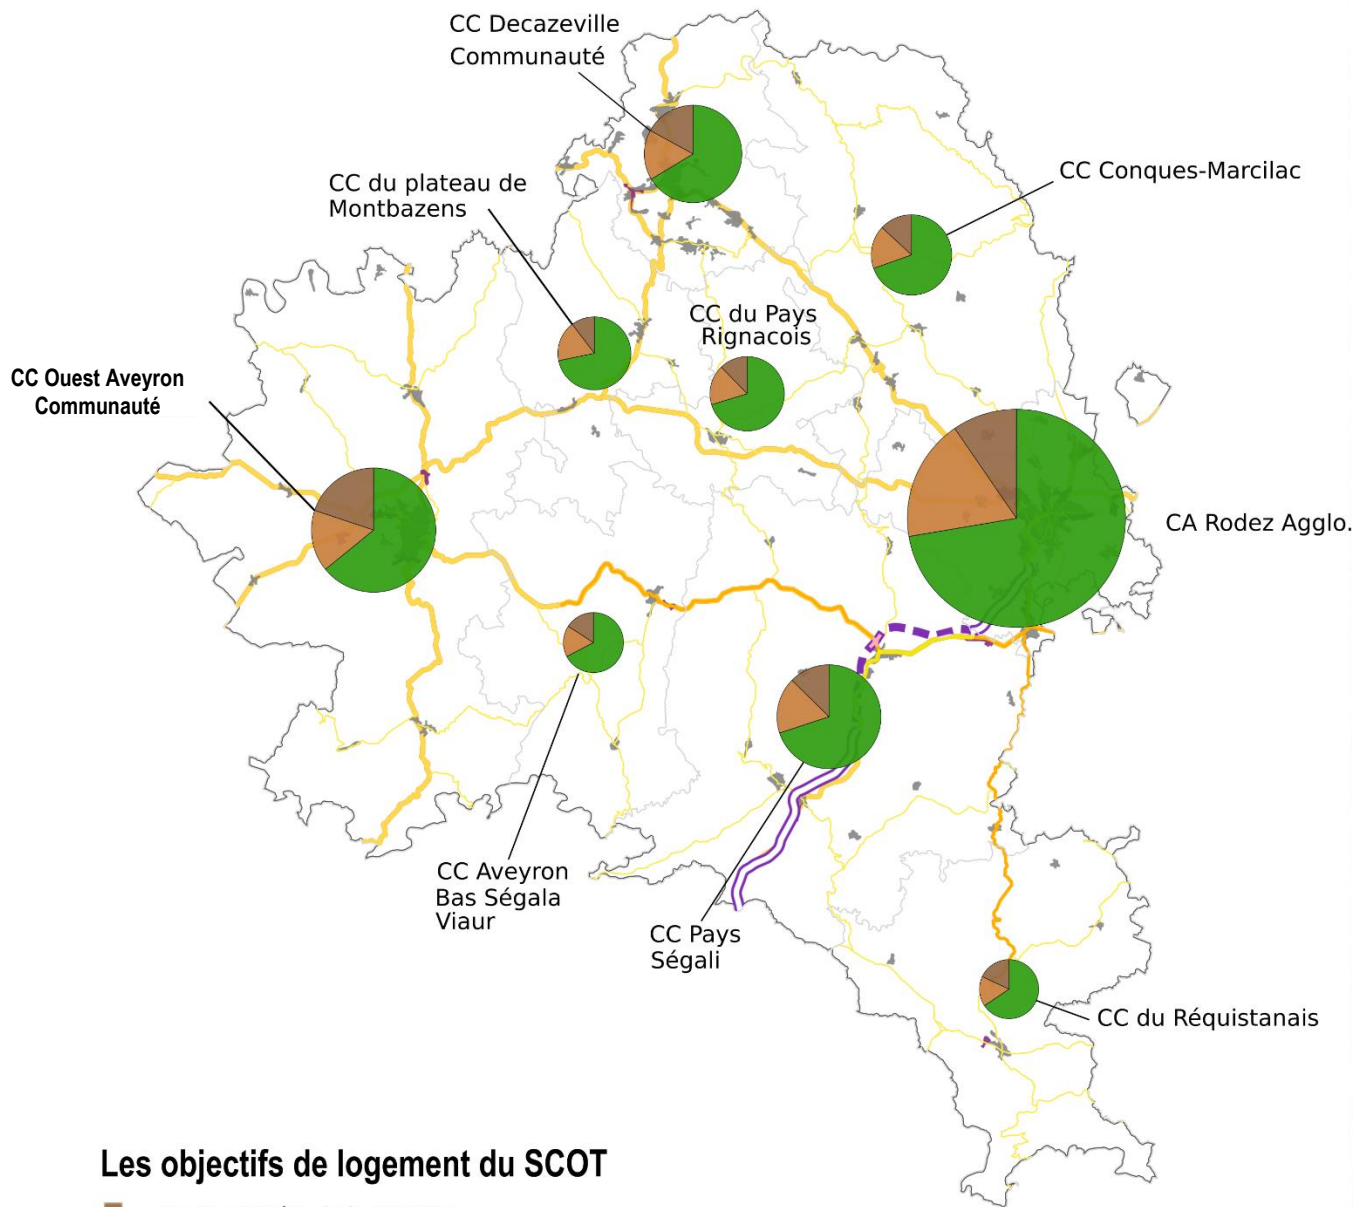 CC Decazeville
Communauté
CC Conques-Marcilac
CC du plateau de
Montbazens
CC du Pays
Rignacois
CC Ouest Aveyron
Communauté
CA Rodez Agglo.
CC Aveyron
Bas Ségala
Viaur
CC Pays
Ségali
CC du Réquistanais
Les objectifs de logement du SCOT